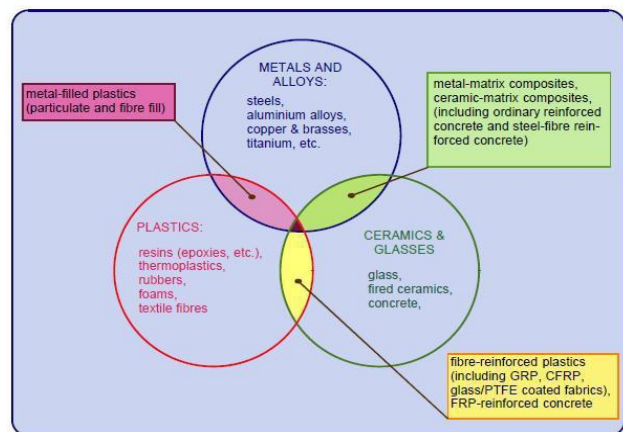 METALS AND
ALLOYS:
steels,
aluminium alloys,
copper & brasses,
titanium, etc.
metal-filled plastics
(particulate and fibre fill)
metal-matrix composites,
ceramic-matrix composites,
(including ordinary reinforced
concrete and steel-fibre rein-
forced concrete)
PLASTICS:
resins (epoxies, etc.),
thermoplastics,
rubbers,
foams,
textile fibres
CERAMICS &
GLASSES
glass,
fired ceramics,
concrete,
fibre-reinforced plastics
(including GRP, CFRP,
glass/PTFE coated fabrics),
FRP-reinforced concrete